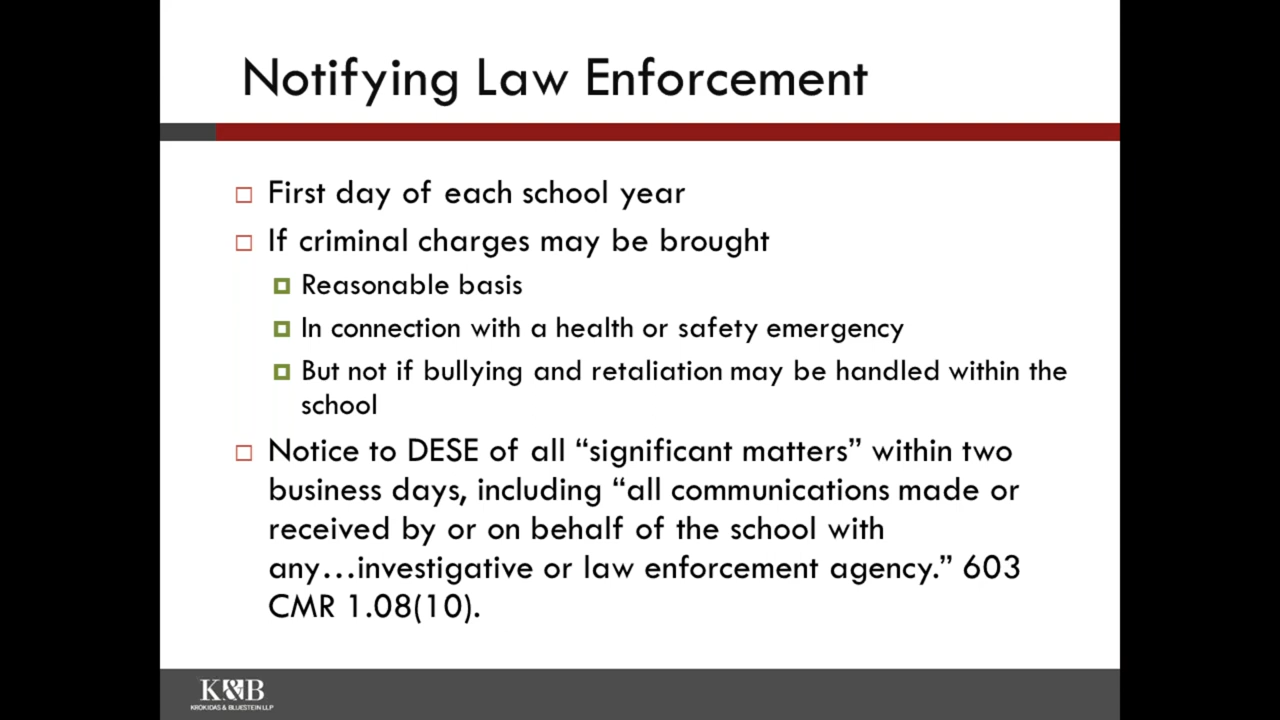 Notifying Law Enforcement
First day of each school year
If criminal charges may be brought
Reasonable basis
In connection with a health or safety emergency
But not if bullying and retaliation may be handled within the
school
Notice to DESE of all “significant matters” within two
business days, including “all communications made or
received by or on behalf of the school with
any…investigative or law enforcement agency.” 603
CMR 1.08(10).
K&B
KROKIDAS & BLUESTEIN LLP